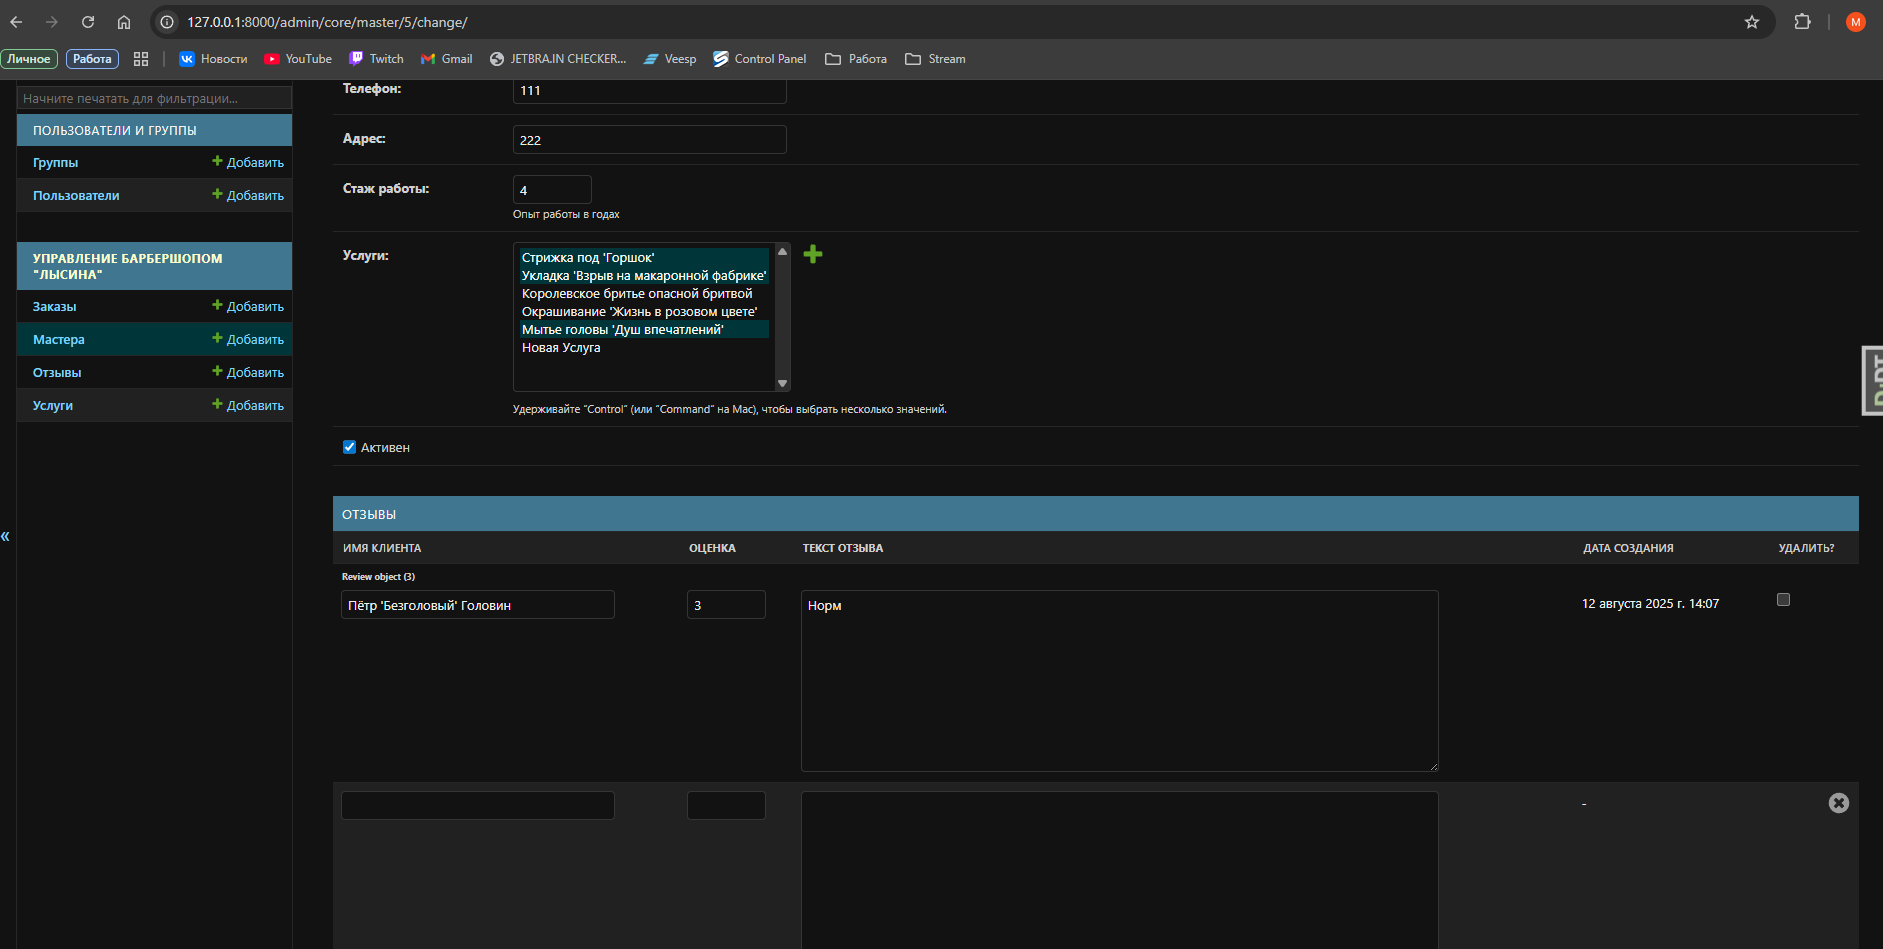 127.0.0.1:8000/admin/core/master/5/change/
M
Личное
Работа
Новости
YouTube
Twitch
Gmail
JETBRA.IN CHECKER...
Veesp
Control Panel
Работа
Stream
Начните печатать для фильтрации...
ПОЛЬЗОВАТЕЛИ И ГРУППЫ
Группы
Добавить
Пользователи
Добавить
УПРАВЛЕНИЕ БАРБЕРШОПОМ
"ЛЫСИНА"
Заказы
Добавить
Мастера
Добавить
Отзывы
Добавить
Услуги
Добавить
«
Телефон:
111
Адрес:
222
Стаж работы:
4
Опыт работы в годах
Услуги:
Стрижка под 'Горшок'
Укладка 'Взрыв на макаронной фабрике'
Королевское бритье опасной бритвой
Окрашивание 'Жизнь в розовом цвете'
Мытье головы 'Душ впечатлений'
Новая Услуга
Удерживайте "Control" (или "Command" на Mac), чтобы выбрать несколько значений.
Активен
ОТЗЫВЫ
ИМЯ КЛИЕНТА
ОЦЕНКА
ТЕКСТ ОТЗЫВА
ДАТА СОЗДАНИЯ
УДАЛИТЬ?
Review object (3)
Пётр 'Безголовый' Головин
3
Норм
12 августа 2025 г. 14:07
-